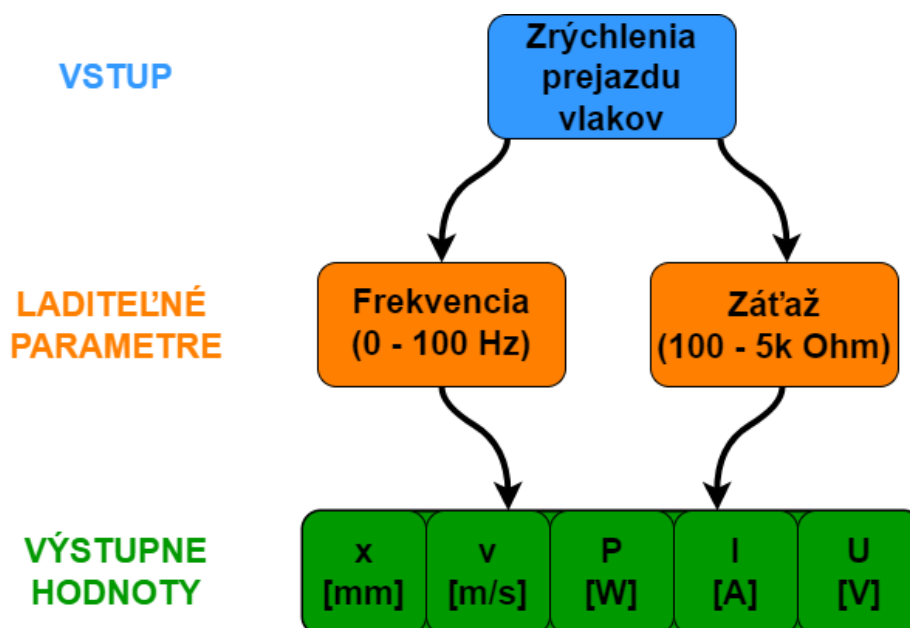 VSTUP
Zrýchlenia
prejazdu
vlakov
LADITEĽNÉ
PARAMETRE
Frekvencia
(0 - 100 Hz)
Záťaž
(100 - 5k Ohm)
VÝSTUPNE
HODNOTY
x
[mm]
v
[m/s]
P
[W]
I
[A]
U
[V]